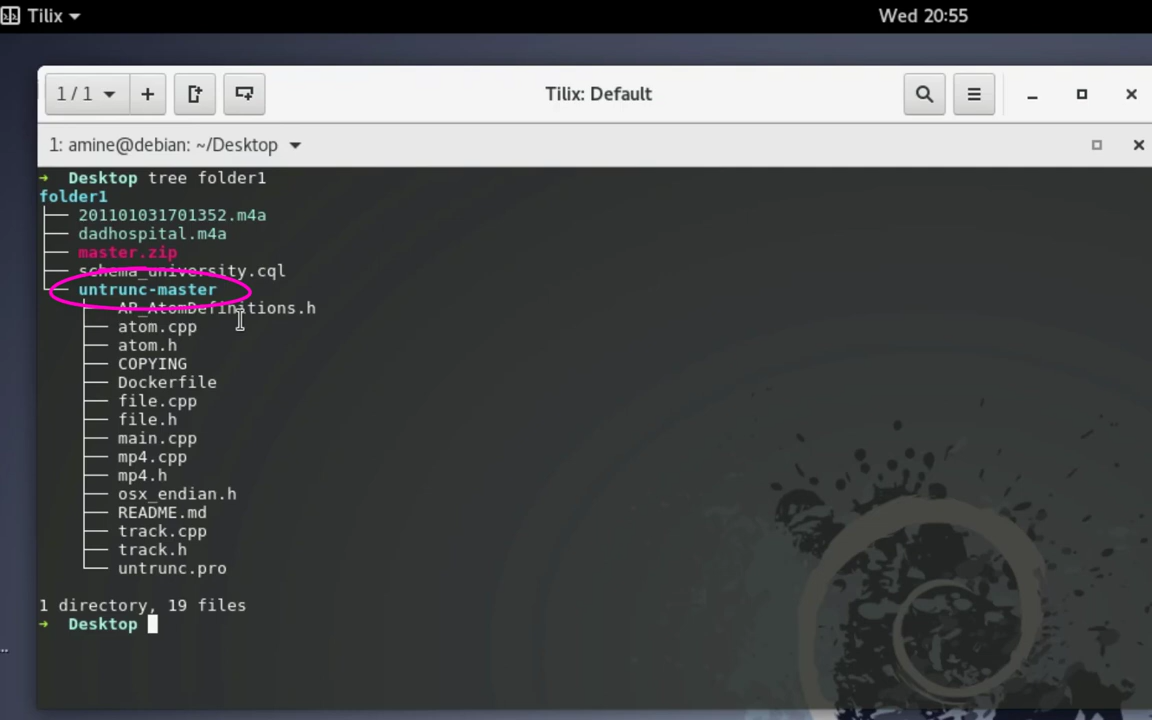 Tilix
Wed 20:55
1 / 1
Tilix: Default
1: amine@debian: ~/Desktop
➜  Desktop tree folder1
folder1
├── 201101031701352.m4a
├── dadhospital.m4a
├── master.zip
├── schema_university.cql
└── untrunc-master
    ├── AP_AtomDefinitions.h
    ├── atom.cpp
    ├── atom.h
    ├── COPYING
    ├── Dockerfile
    ├── file.cpp
    ├── file.h
    ├── main.cpp
    ├── mp4.cpp
    ├── mp4.h
    ├── osx_endian.h
    ├── README.md
    ├── track.cpp
    ├── track.h
    └── untrunc.pro
1 directory, 19 files
➜  Desktop
...